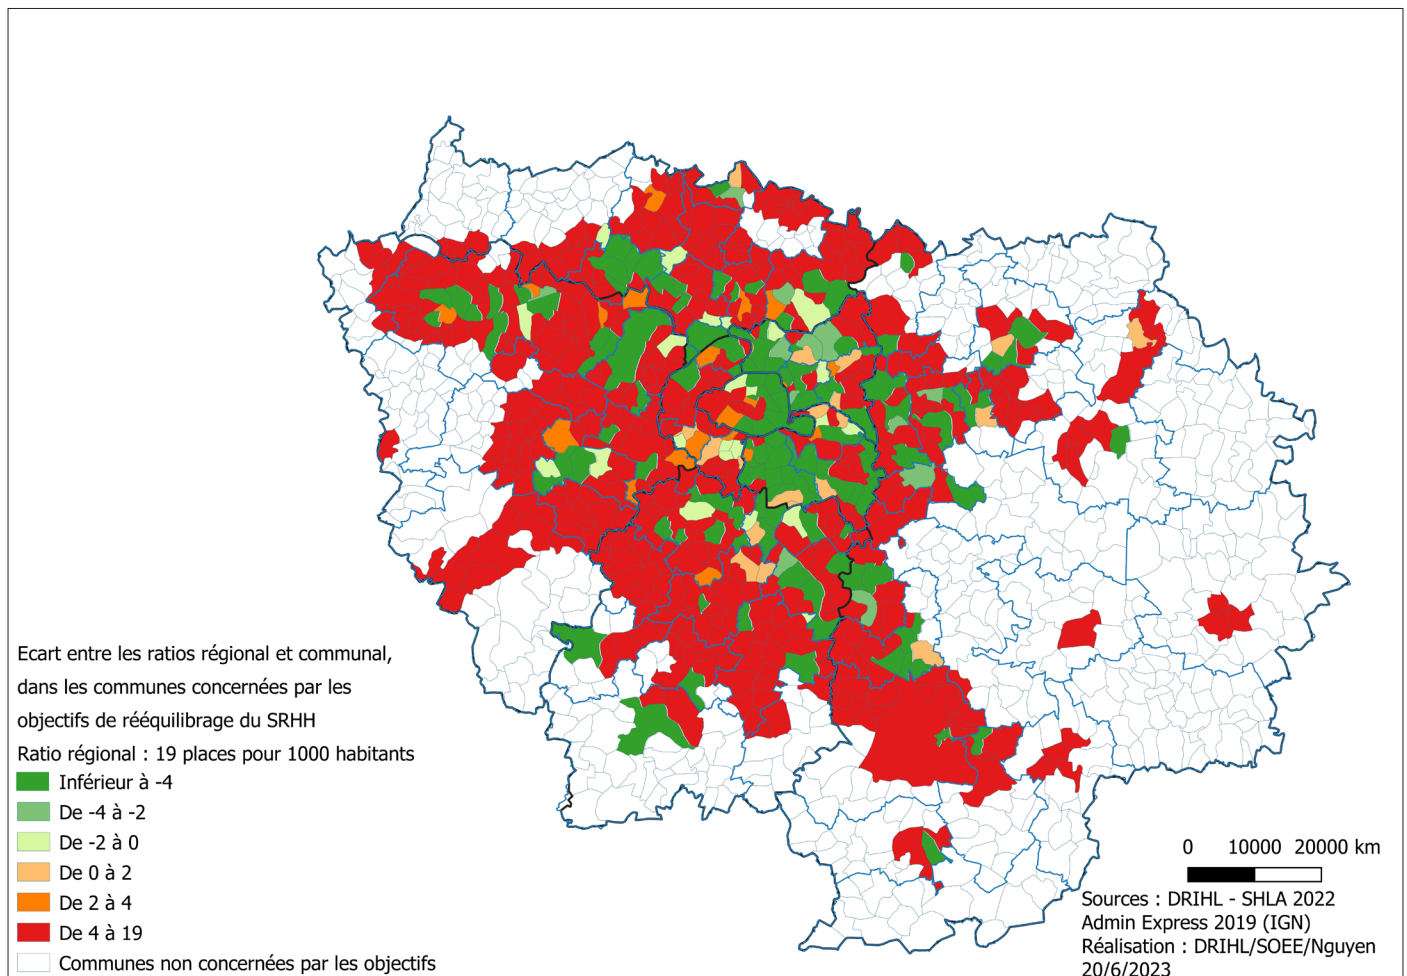 Ecart entre les ratios régional et communal,
dans les communes concernées par les
objectifs de rééquilibrage du SRHH
Ratio régional : 19 places pour 1000 habitants
Inférieur à -4
De -4 à -2
De -2 à 0
De 0 à 2
De 2 à 4
De 4 à 19
Communes non concernées par les objectifs
0 10000 20000 km
Sources : DRIHL - SHLA 2022
Admin Express 2019 (IGN)
Réalisation : DRIHL/SOEE/Nguyen
20/6/2023